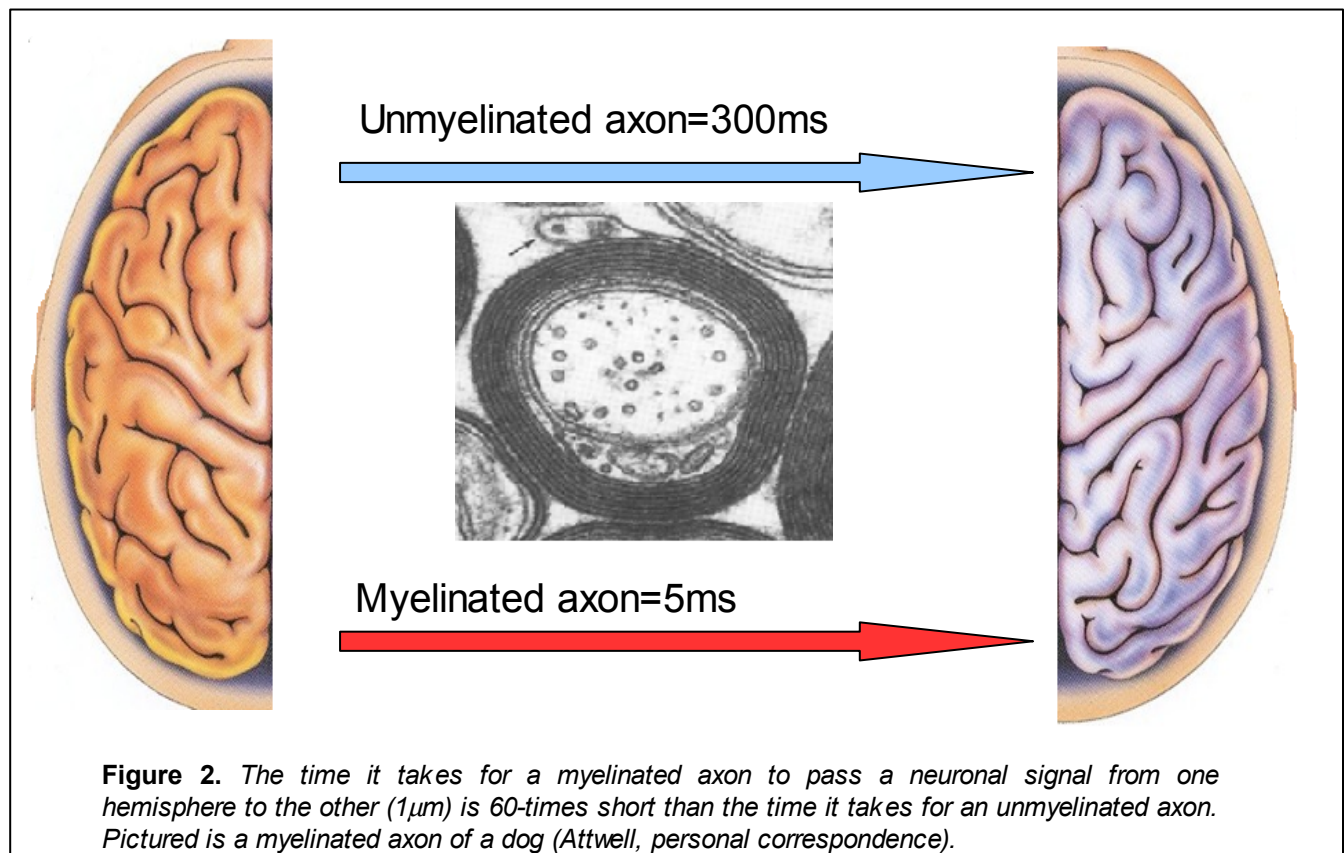 Unmyelinated axon=300ms
Myelinated axon=5ms
Figure 2. The time it takes for a myelinated axon to pass a neuronal signal from one
hemisphere to the other (1μm) is 60-times short than the time it takes for an unmyelinated axon.
Pictured is a myelinated axon of a dog (Attwell, personal correspondence).